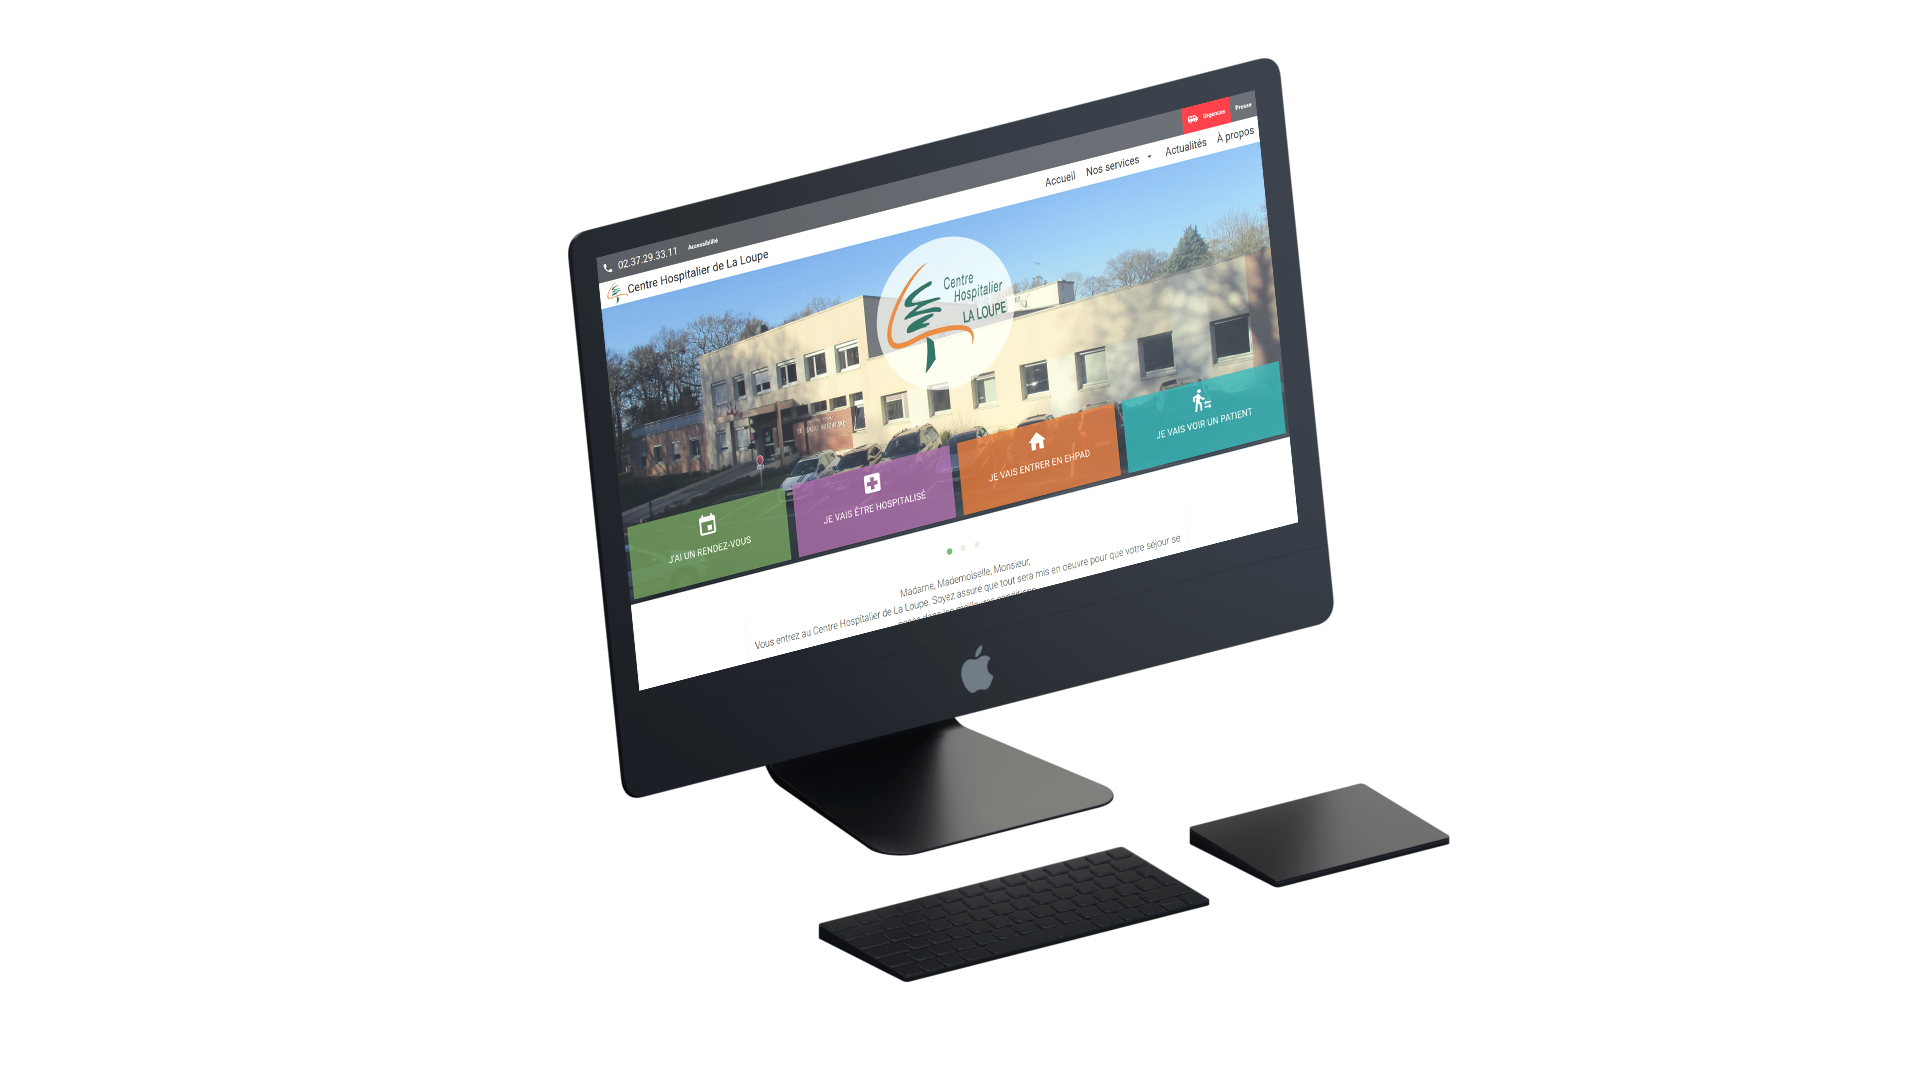 02.37.29.33.11 Accessibilité
Urgences Presse
Centre Hospitalier de La Loupe
Accueil Nos services Actualités À propos
Centre
Hospitalier
LA LOUPE
J'AI UN RENDEZ-VOUS
JE VAIS ÊTRE HOSPITALISÉ
JE VAIS ENTRER EN EHPAD
JE VAIS VOIR UN PATIENT
Madame, Mademoiselle, Monsieur,
Vous entrez au Centre Hospitalier de La Loupe. Soyez assuré que tout sera mis en oeuvre pour que votre séjour se